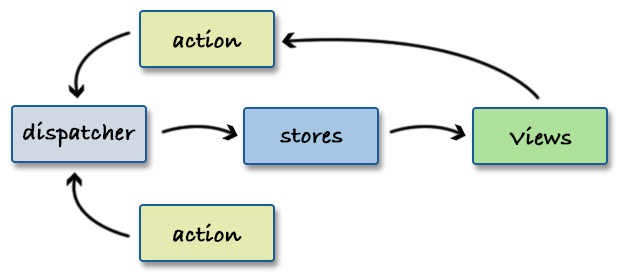 action
dispatcher
stores
Views
action